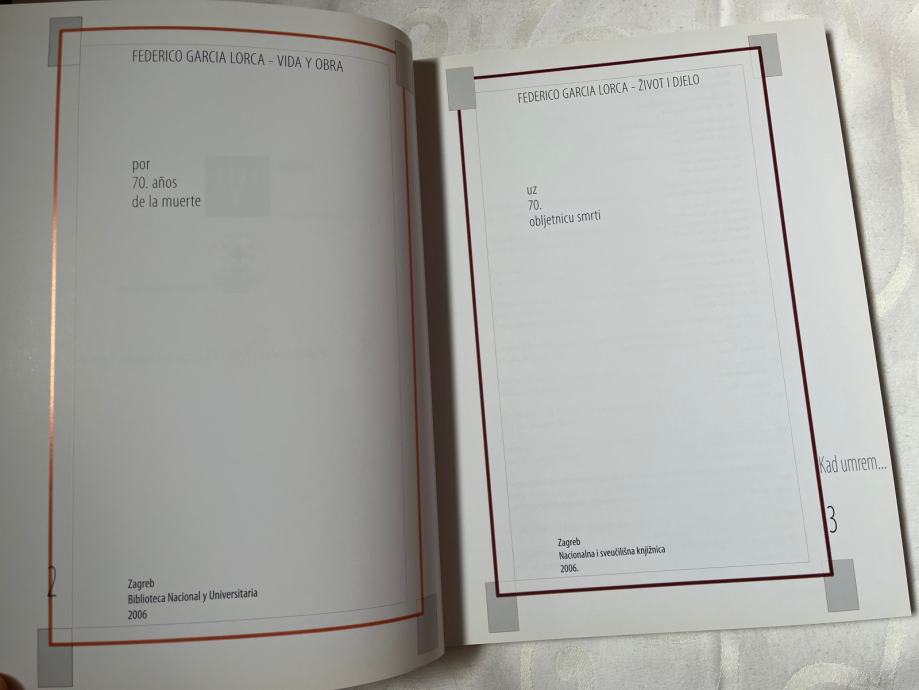 FEDERICO GARCIA LORCA – VIDA Y OBRA
por
70. años
de la muerte
2
Zagreb
Biblioteca Nacional y Universitaria
2006
FEDERICO GARCIA LORCA – ŽIVOT I DJELO
uz
70.
obljetnicu smrti
Kad umrem...
3
Zagreb
Nacionalna i sveučilišna knjižnica
2006.